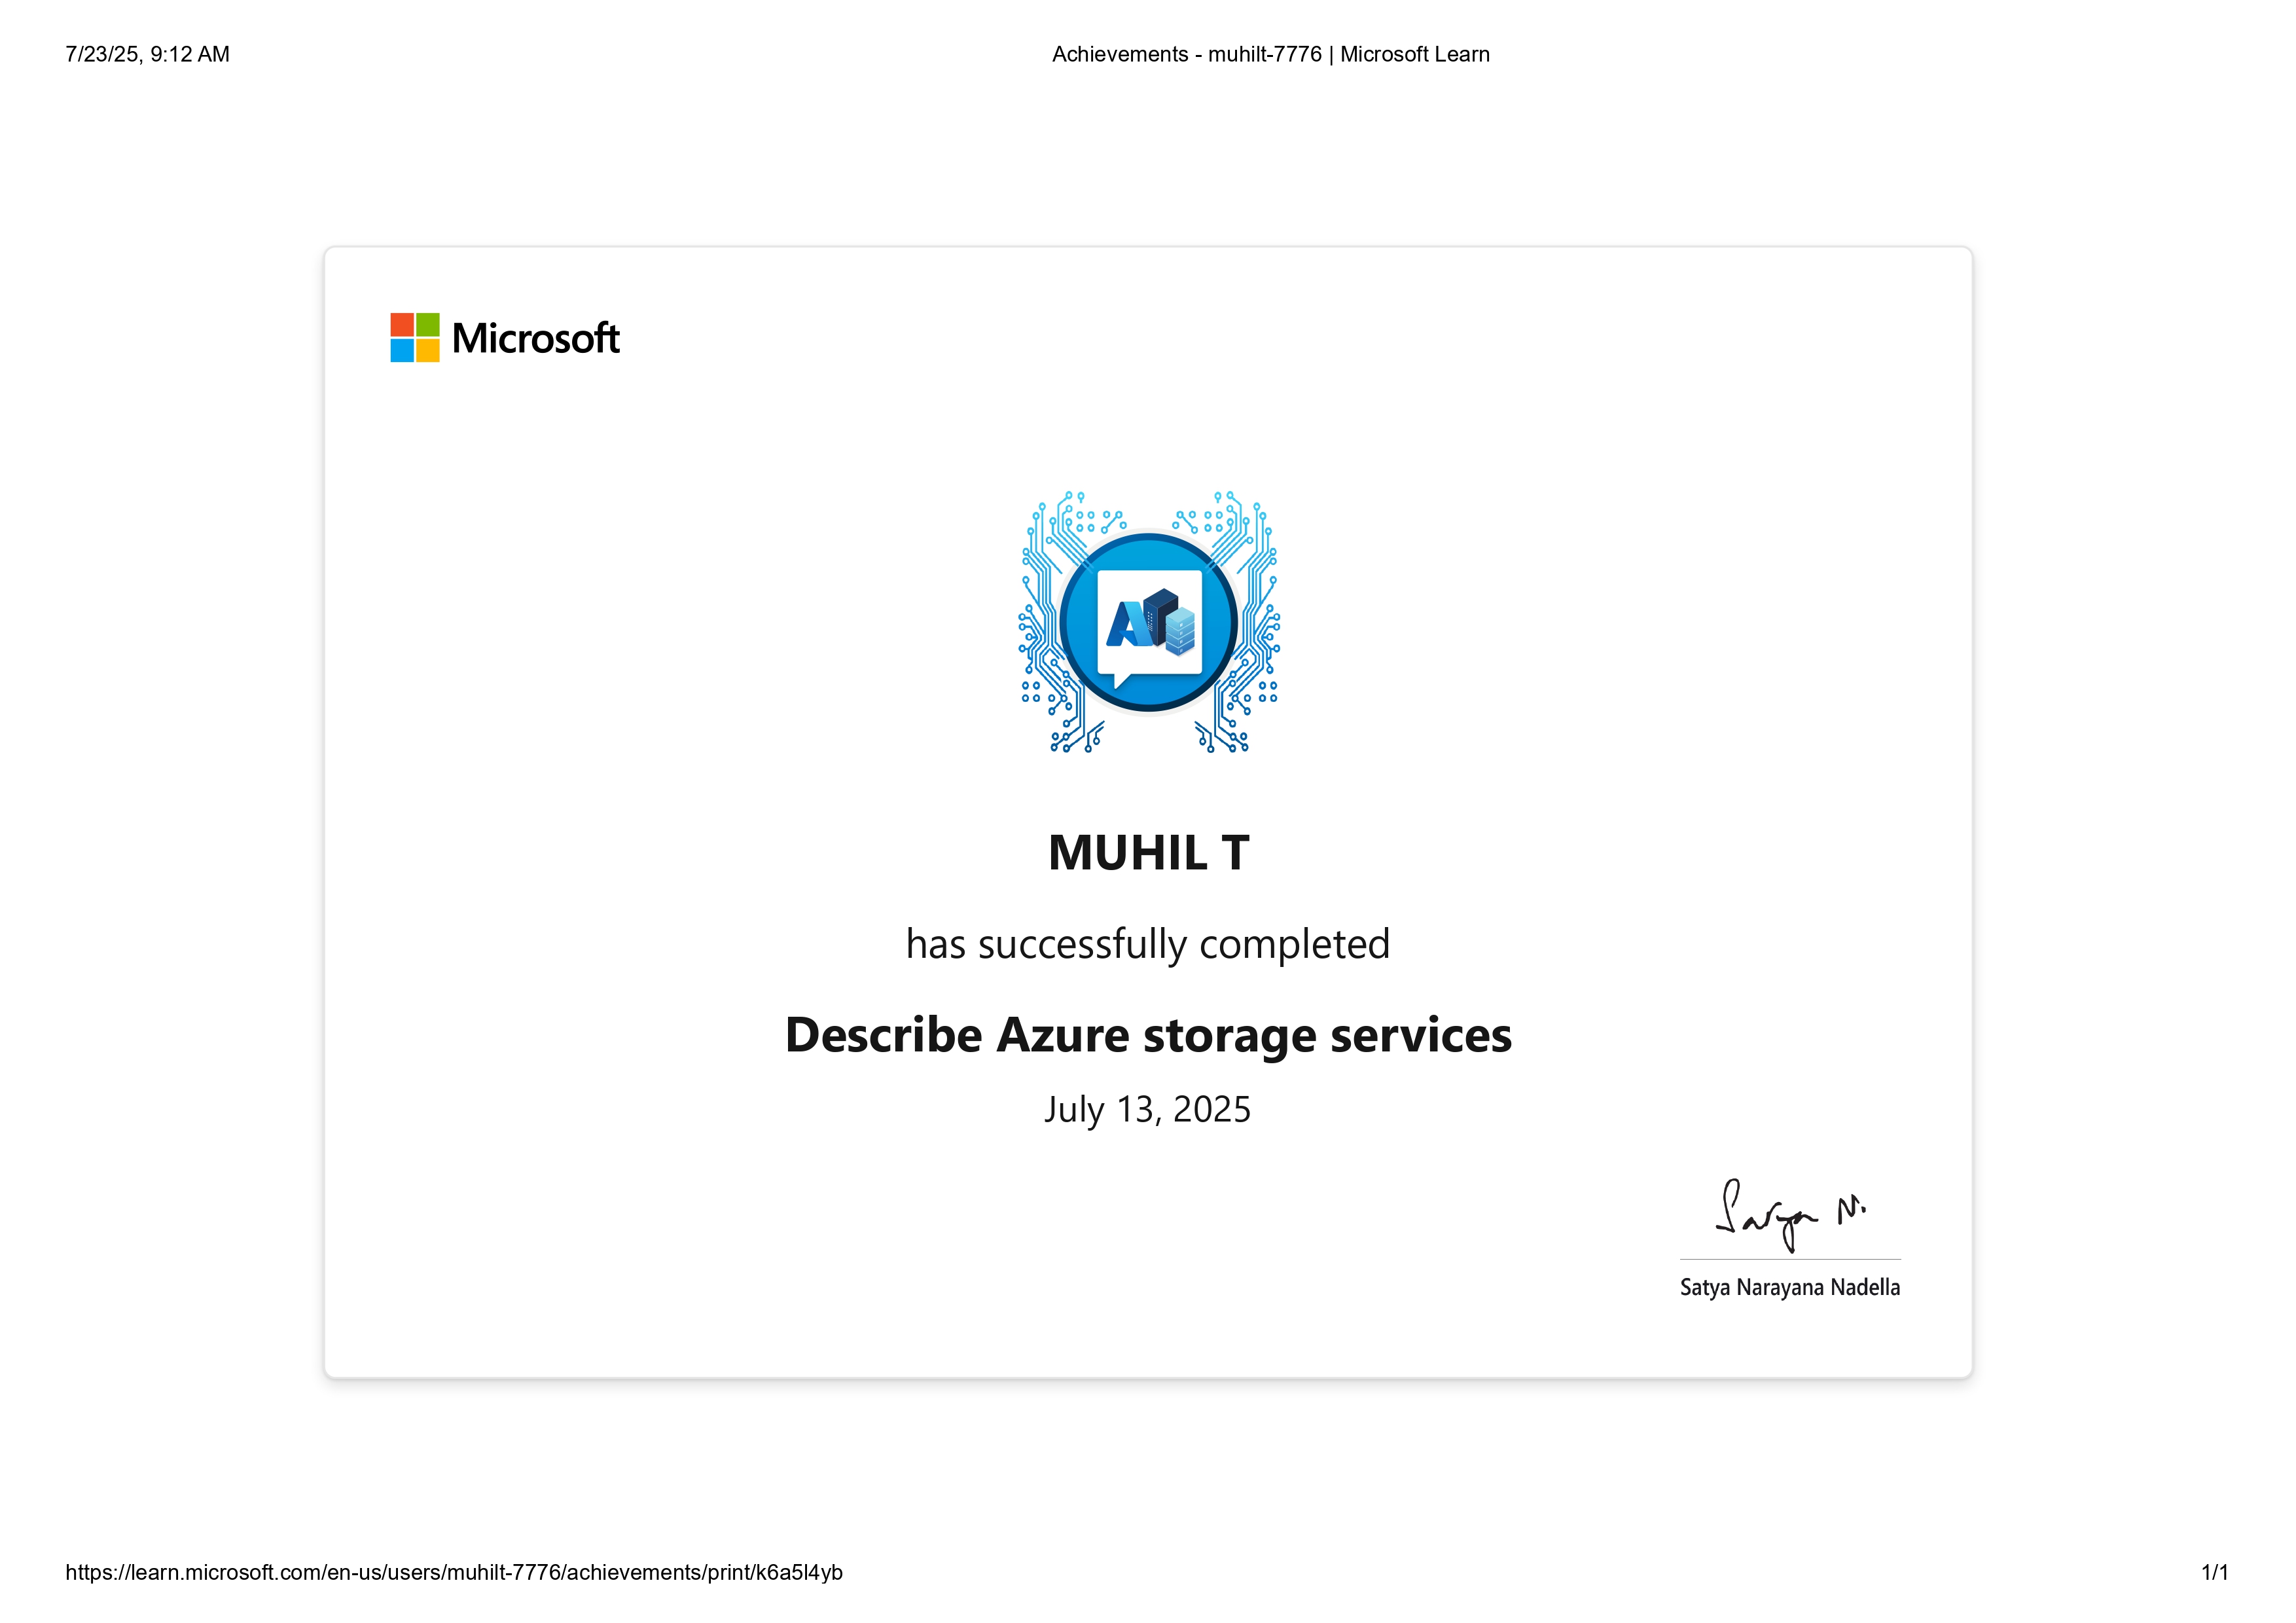 7/23/25, 9:12 AM
Achievements - muhilt-7776 | Microsoft Learn
Microsoft
MUHIL T
has successfully completed
Describe Azure storage services
July 13, 2025
Satya N.
Satya Narayana Nadella
https://learn.microsoft.com/en-us/users/muhilt-7776/achievements/print/k6a5l4yb
1/1